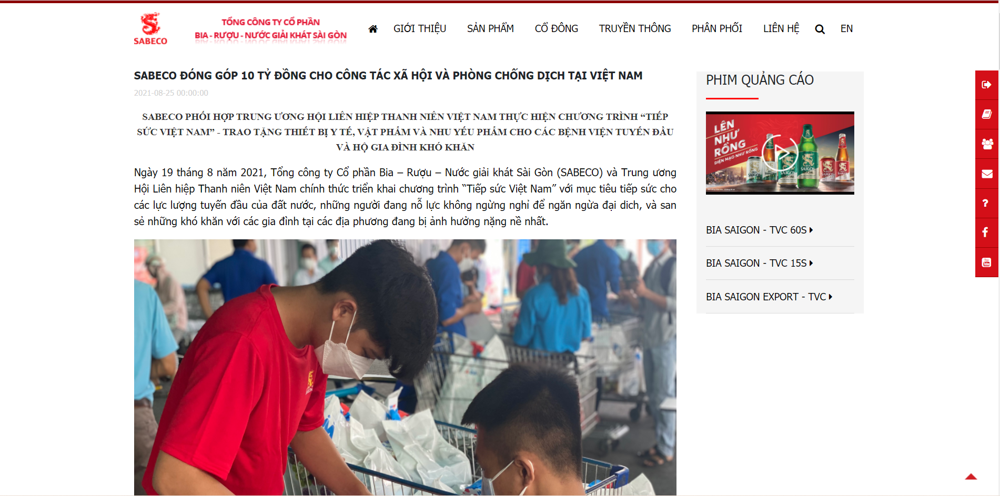 SABECO
TỔNG CÔNG TY CỔ PHẦN
BIA - RƯỢU - NƯỚC GIẢI KHÁT SÀI GÒN
GIỚI THIỆU
SẢN PHẨM
CỔ ĐÔNG
TRUYỀN THÔNG
PHÂN PHỐI
LIÊN HỆ
EN
SABECO ĐÓNG GÓP 10 TỶ ĐỒNG CHO CÔNG TÁC XÃ HỘI VÀ PHÒNG CHỐNG DỊCH TẠI VIỆT NAM
2021-08-25 00:00:00
SABECO PHỐI HỢP TRUNG ƯƠNG HỘI LIÊN HIỆP THANH NIÊN VIỆT NAM THỰC HIỆN CHƯƠNG TRÌNH “TIẾP
SỨC VIỆT NAM” - TRAO TẶNG THIẾT BỊ Y TẾ, VẬT PHẨM VÀ NHU YẾU PHẨM CHO CÁC BỆNH VIỆN TUYẾN ĐẦU
VÀ HỘ GIA ĐÌNH KHÓ KHĂN
Ngày 19 tháng 8 năm 2021, Tổng công ty Cổ phần Bia – Rượu – Nước giải khát Sài Gòn (SABECO) và Trung ương
Hội Liên hiệp Thanh niên Việt Nam chính thức triển khai chương trình “Tiếp sức Việt Nam” với mục tiêu tiếp sức cho
các lực lượng tuyến đầu của đất nước, những người đang nỗ lực không ngừng nghỉ để ngăn ngừa đại dich, và san
sẻ những khó khăn với các gia đình tại các địa phương đang bị ảnh hưởng nặng nề nhất.
PHIM QUẢNG CÁO
LÊN
NHƯ
RỒNG
DIỆN MẠO NHƯ RỒNG
BIA SAIGON - TVC 60S
BIA SAIGON - TVC 15S
BIA SAIGON EXPORT - TVC